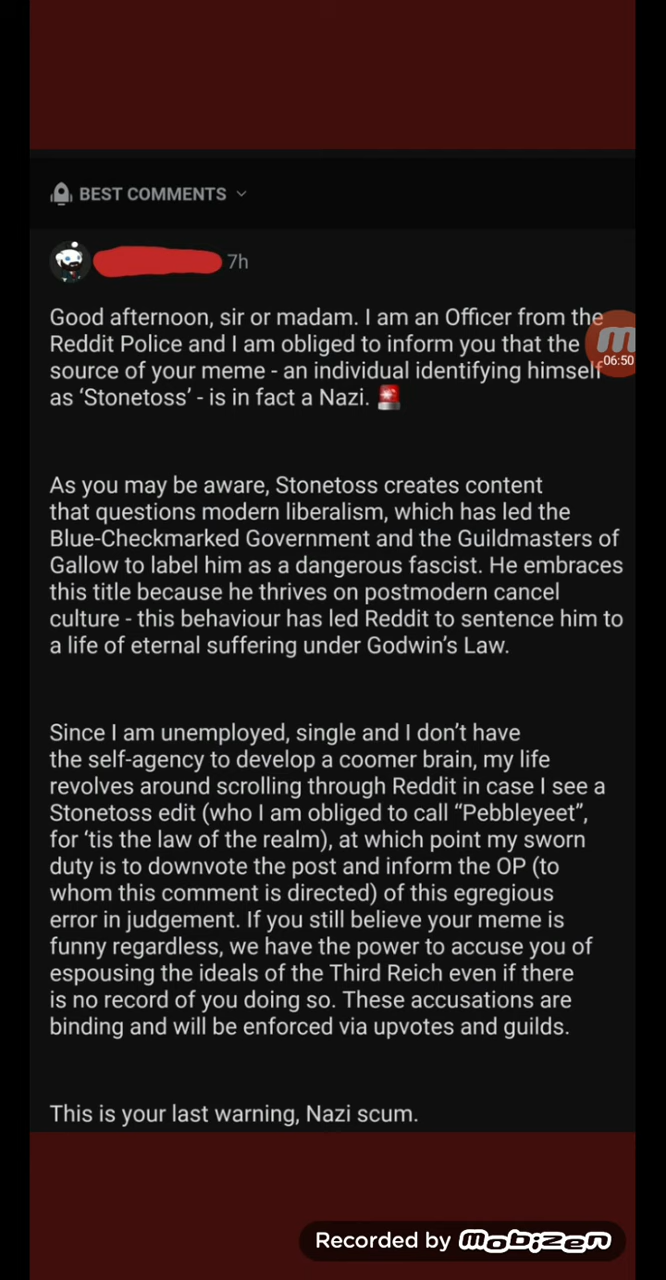 BEST COMMENTS
7h
Good afternoon, sir or madam. I am an Officer from the
Reddit Police and I am obliged to inform you that the
source of your meme - an individual identifying himself
as ‘Stonetoss’ - is in fact a Nazi. 🚨
06:50
As you may be aware, Stonetoss creates content
that questions modern liberalism, which has led the
Blue-Checkmarked Government and the Guildmasters of
Gallow to label him as a dangerous fascist. He embraces
this title because he thrives on postmodern cancel
culture - this behaviour has led Reddit to sentence him to
a life of eternal suffering under Godwin’s Law.
Since I am unemployed, single and I don’t have
the self-agency to develop a coomer brain, my life
revolves around scrolling through Reddit in case I see a
Stonetoss edit (who I am obliged to call “Pebbleyeet”,
for ‘tis the law of the realm), at which point my sworn
duty is to downvote the post and inform the OP (to
whom this comment is directed) of this egregious
error in judgement. If you still believe your meme is
funny regardless, we have the power to accuse you of
espousing the ideals of the Third Reich even if there
is no record of you doing so. These accusations are
binding and will be enforced via upvotes and guilds.
This is your last warning, Nazi scum.
Recorded by mobizen